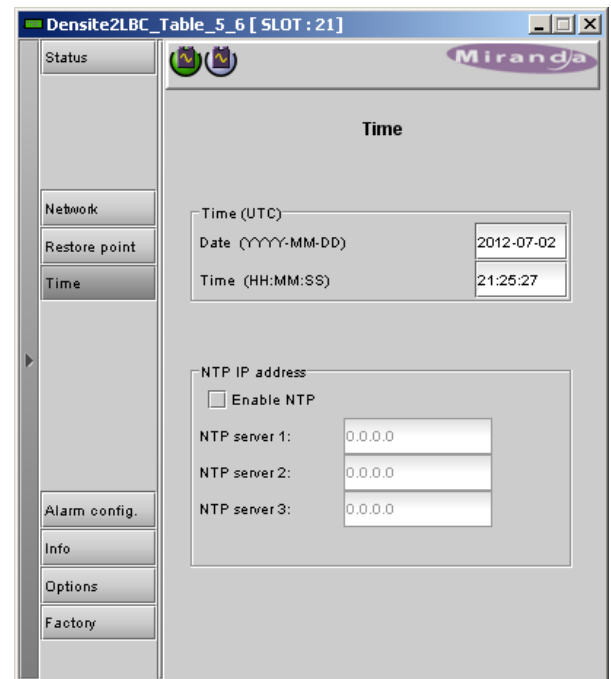 Densite2LBC_Table_5_6 [ SLOT : 21]
Status
Miranda
Time
Network
Restore point
Time
Time (UTC)
Date (YYYY-MM-DD) 2012-07-02
Time (HH:MM:SS) 21:25:27
NTP IP address
Enable NTP
NTP server 1: 0.0.0.0
NTP server 2: 0.0.0.0
NTP server 3: 0.0.0.0
Alarm config.
Info
Options
Factory